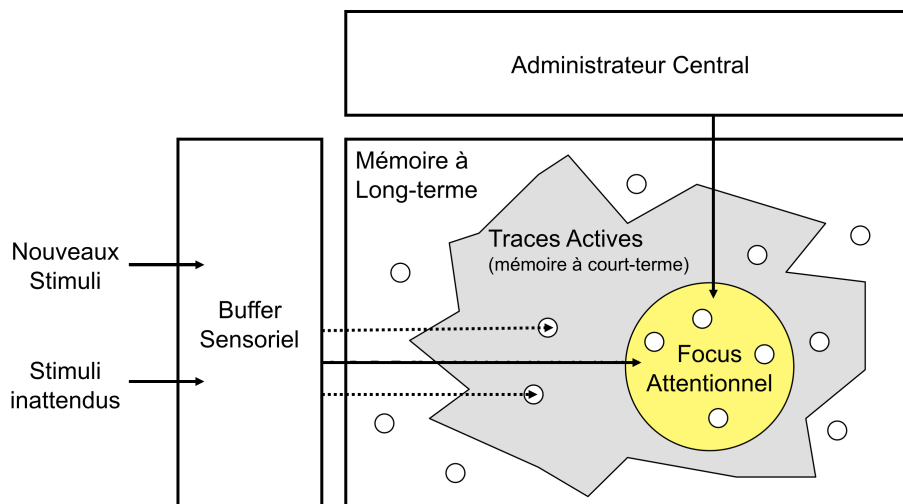 Administrateur Central
Mémoire à
Long-terme
Traces Actives
(mémoire à court-terme)
Nouveaux
Stimuli
Buffer
Sensoriel
Stimuli
inattendus
Focus
Attentionnel